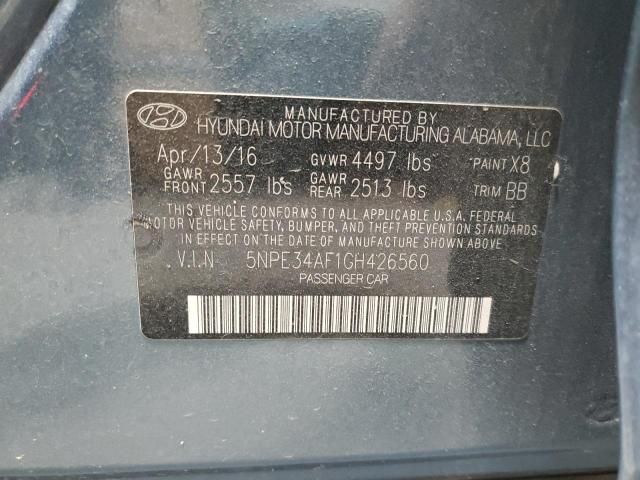 MANUFACTURED BY
HYUNDAI MOTOR MANUFACTURING ALABAMA, LLC
Apr/13/16 GVWR 4497 lbs PAINT X8
GAWR FRONT 2557 lbs GAWR REAR 2513 lbs TRIM BB
THIS VEHICLE CONFORMS TO ALL APPLICABLE U.S.A. FEDERAL
MOTOR VEHICLE SAFETY, BUMPER, AND THEFT PREVENTION
STANDARDS IN EFFECT ON THE DATE OF MANUFACTURE SHOWN ABOVE.
V.I.N 5NPE34AF1GH426560
PASSENGER CAR